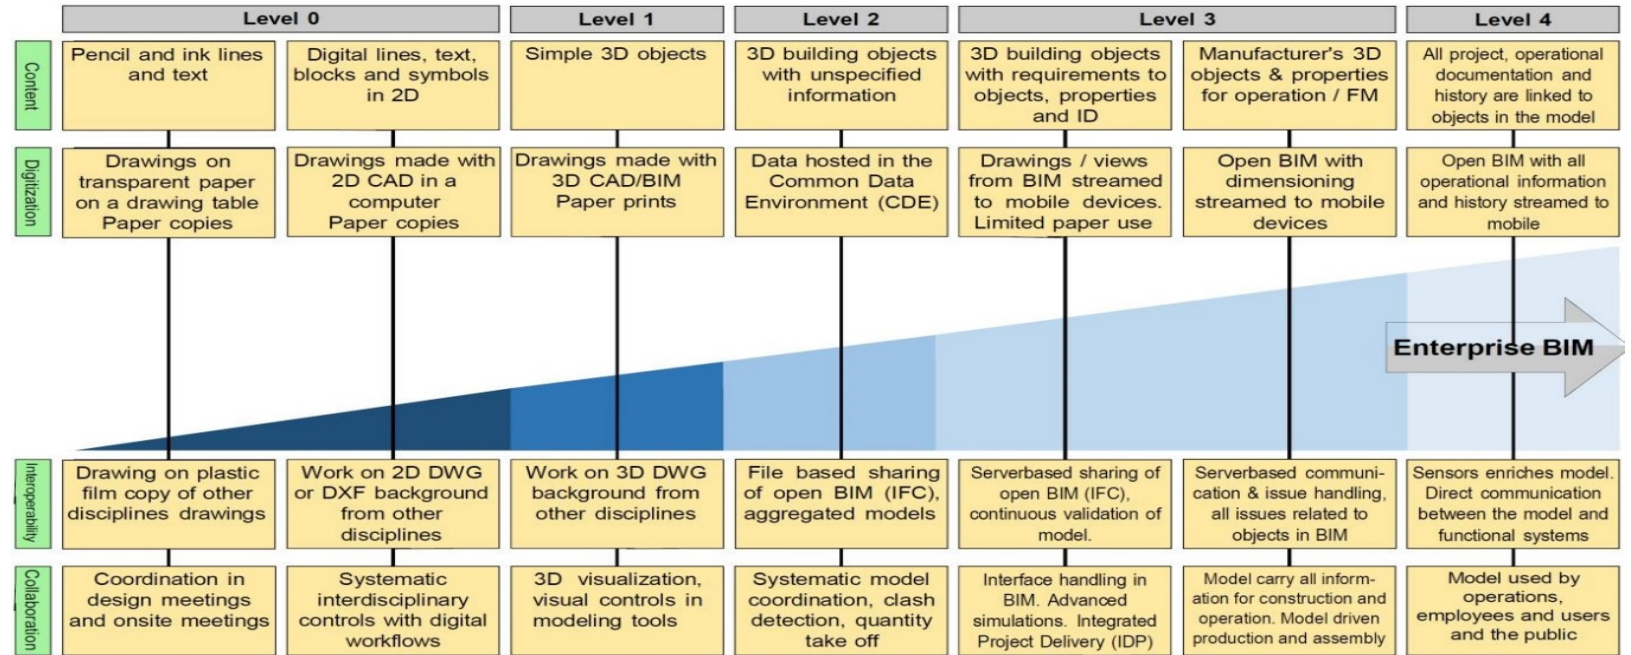 Level 0
Level 1
Level 2
Level 3
Level 4
Content
Pencil and ink lines
and text
Digital lines, text,
blocks and symbols
in 2D
Simple 3D objects
3D building objects
with unspecified
information
3D building objects
with requirements to
objects, properties
and ID
Manufacturer's 3D
objects & properties
for operation / FM
All project, operational
documentation and
history are linked to
objects in the model
Digitization
Drawings on
transparent paper
on a drawing table
Paper copies
Drawings made with
2D CAD in a
computer
Paper copies
Drawings made with
3D CAD/BIM
Paper prints
Data hosted in the
Common Data
Environment (CDE)
Drawings / views
from BIM streamed
to mobile devices.
Limited paper use
Open BIM with
dimensioning
streamed to mobile
devices
Open BIM with all
operational information
and history streamed to
mobile
Enterprise BIM
Interoperability
Drawing on plastic
film copy of other
disciplines drawings
Work on 2D DWG
or DXF background
from other
disciplines
Work on 3D DWG
background from
other disciplines
File based sharing
of open BIM (IFC),
aggregated models
Serverbased sharing of
open BIM (IFC),
continuous validation of
model.
Serverbased communi-
cation & issue handling,
all issues related to
objects in BIM
Sensors enriches model.
Direct communication
between the model and
functional systems
Collaboration
Coordination in
design meetings
and onsite meetings
Systematic
interdisciplinary
controls with digital
workflows
3D visualization,
visual controls in
modeling tools
Systematic model
coordination, clash
detection, quantity
take off
Interface handling in
BIM. Advanced
simulations. Integrated
Project Delivery (IDP)
Model carry all inform-
ation for construction and
operation. Model driven
production and assembly
Model used by
operations,
employees and users
and the public